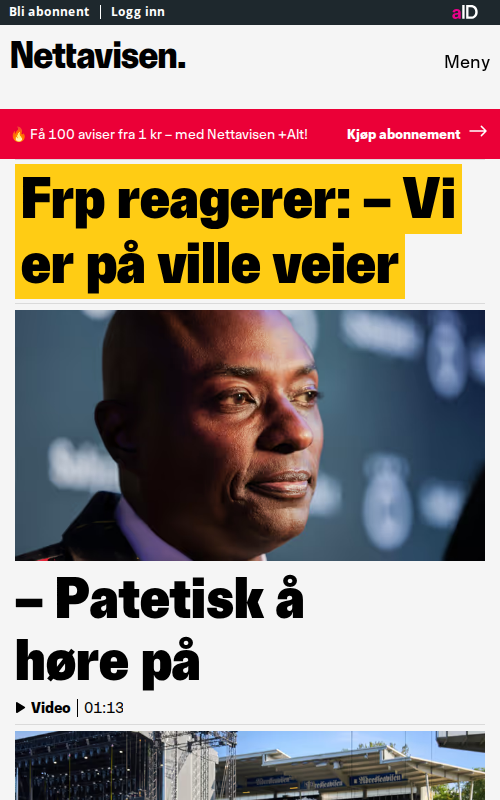 Bli abonnent | Logg inn
aID
Nettavisen.
Meny
🔥 Få 100 aviser fra 1 kr – med Nettavisen +Alt!
Kjøp abonnement →
Frp reagerer: – Vi
er på ville veier
– Patetisk å
høre på
Video | 01:13